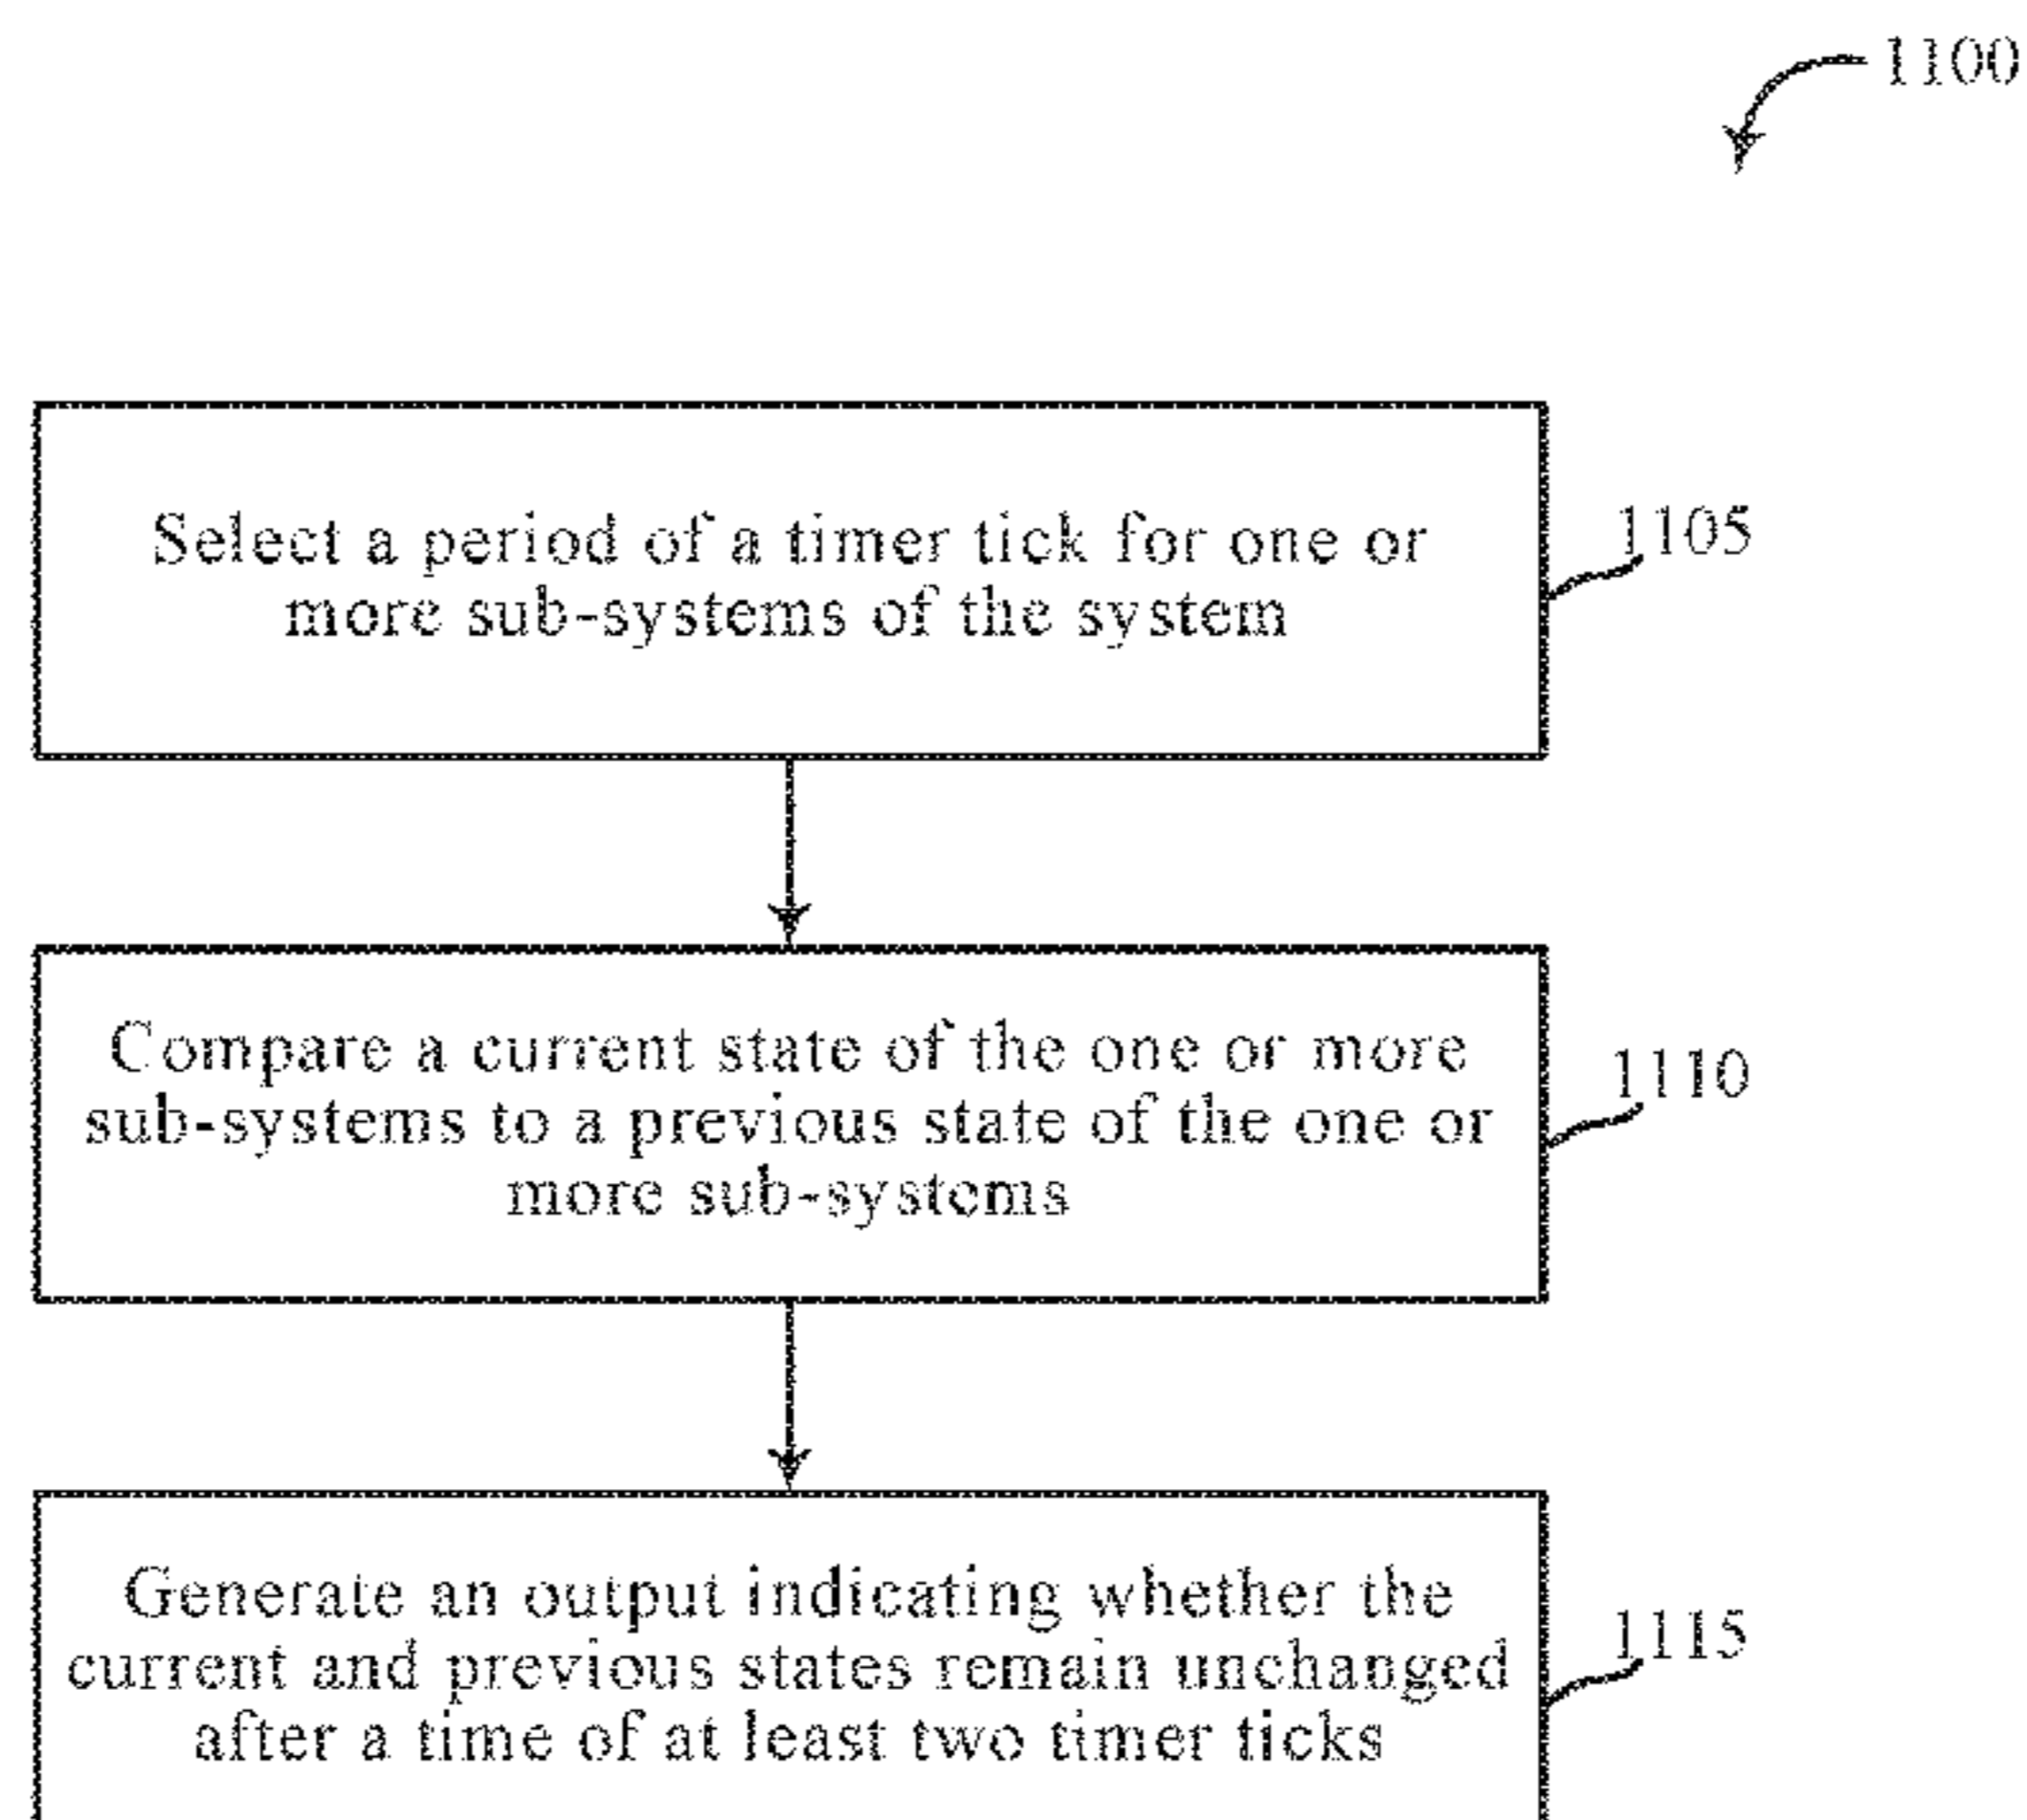 1100
Select a period of a timer tick for one or
more sub-systems of the system
1105
Compare a current state of the one or more
sub-systems to a previous state of the one or
more sub-systems
1110
Generate an output indicating whether the
current and previous states remain unchanged
after a time of at least two timer ticks
1115